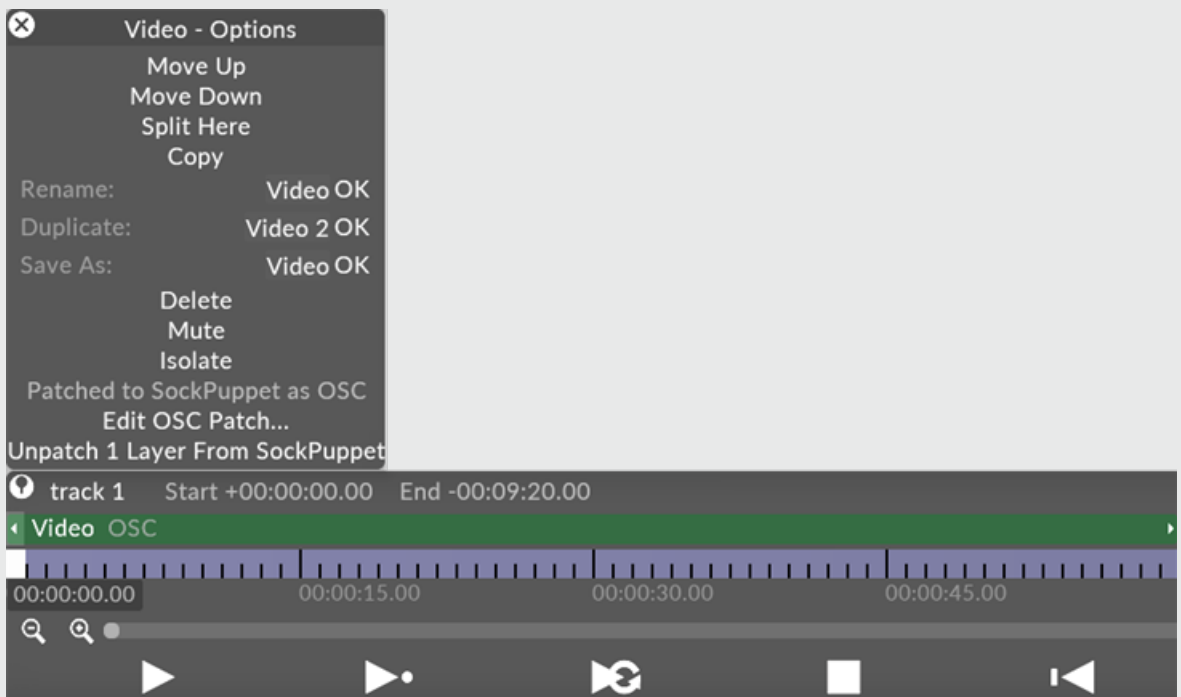 Video - Options
Move Up
Move Down
Split Here
Copy
Rename: Video OK
Duplicate: Video 2 OK
Save As: Video OK
Delete
Mute
Isolate
Patched to SockPuppet as OSC
Edit OSC Patch...
Unpatch 1 Layer From SockPuppet
track 1 Start +00:00:00.00 End -00:09:20.00
Video OSC
00:00:00.00 00:00:15.00 00:00:30.00 00:00:45.00